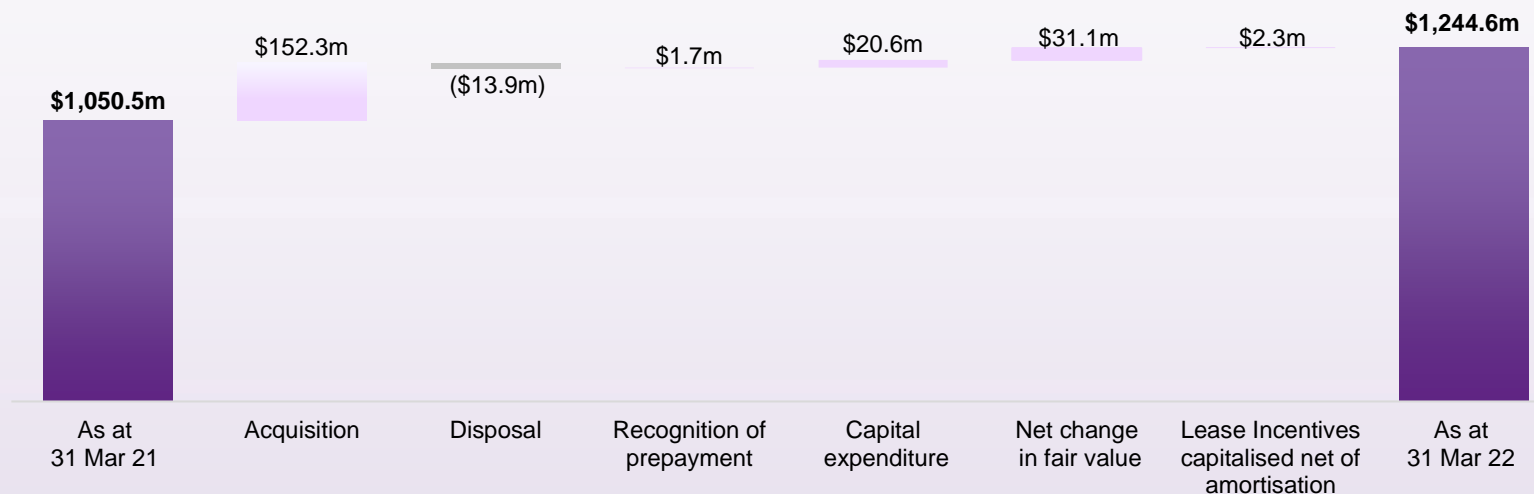 $1,050.5m
$152.3m
($13.9m)
$1.7m
$20.6m
$31.1m
$2.3m
$1,244.6m
As at
31 Mar 21
Acquisition
Disposal
Recognition of
prepayment
Capital
expenditure
Net change
in fair value
Lease Incentives
capitalised net of
amortisation
As at
31 Mar 22